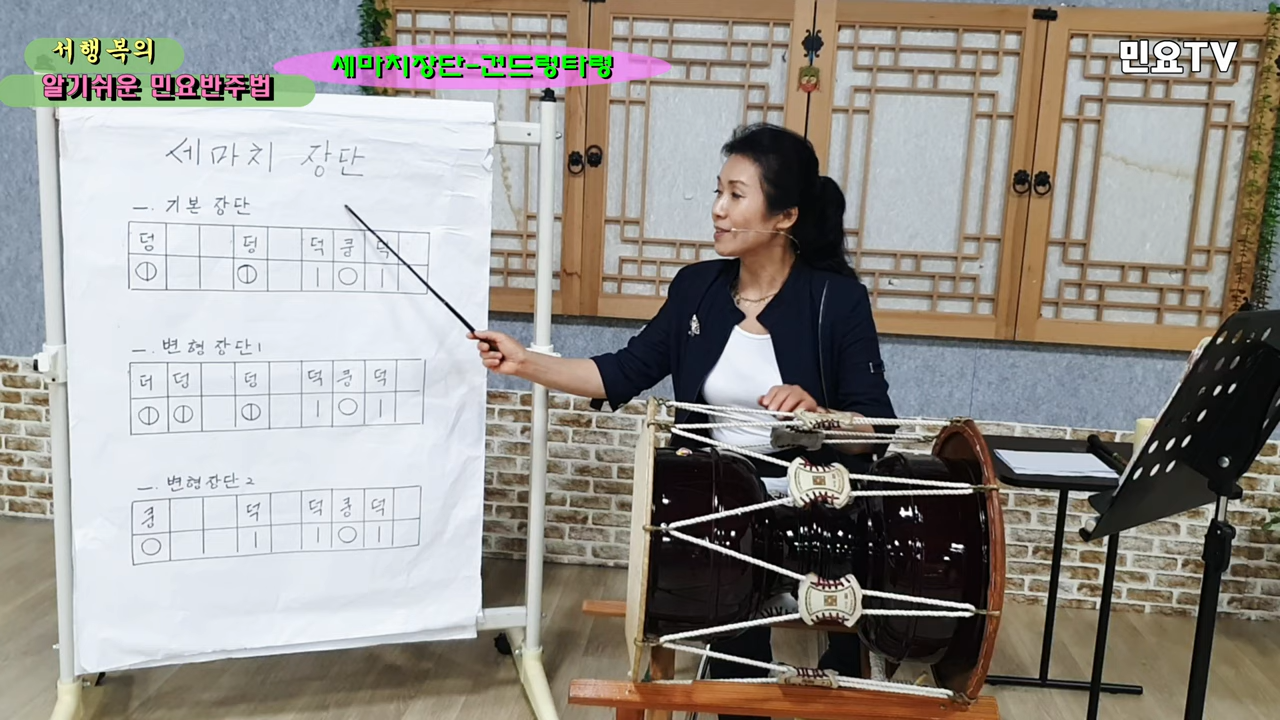 서행복의
알기쉬운 민요반주법
세마치장단-건드렁타령
민요TV
세마치 장단
一. 기본 장단
덩 덩 덕 쿵 덕
一. 변형장단1
더 덩 덩 덕 쿵 덕
一. 변형장단2
쿵 덕 덕 쿵 덕